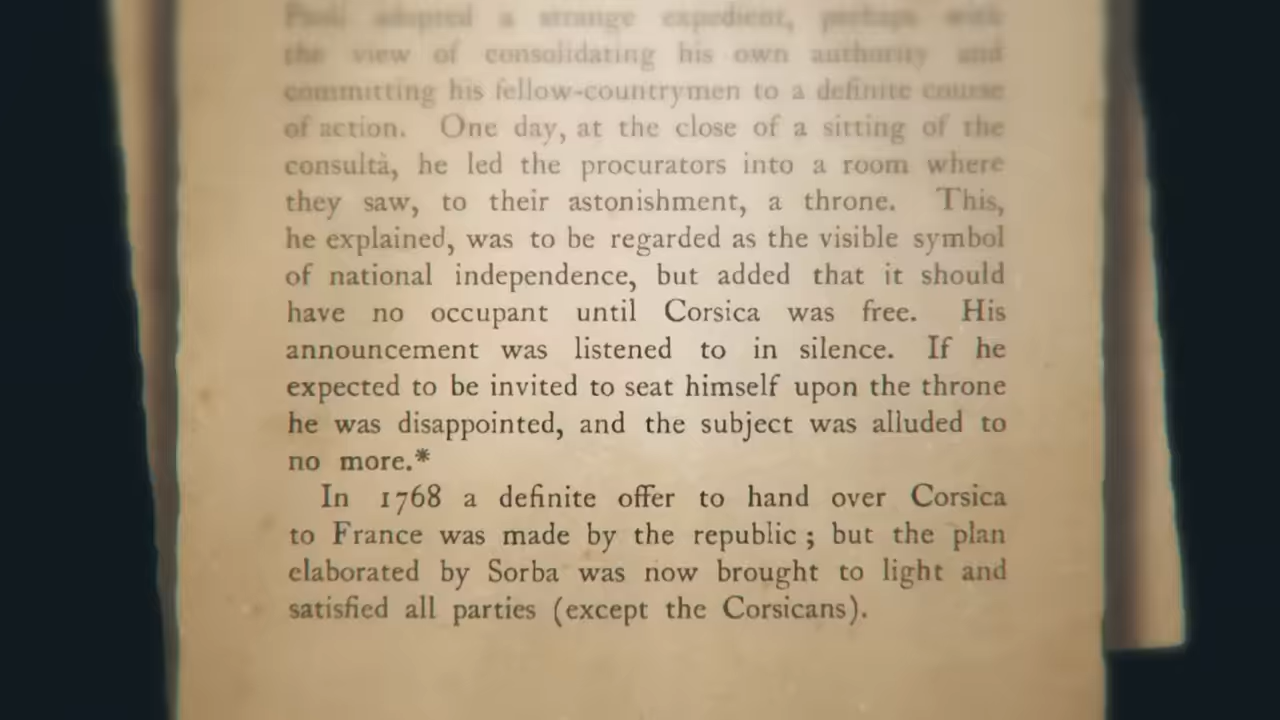 Paoli adopted a strange expedient, perhaps with
the view of consolidating his own authority and
committing his fellow-countrymen to a definite course
of action. One day, at the close of a sitting of the
consultà, he led the procurators into a room where
they saw, to their astonishment, a throne. This,
he explained, was to be regarded as the visible symbol
of national independence, but added that it should
have no occupant until Corsica was free. His
announcement was listened to in silence. If he
expected to be invited to seat himself upon the throne
he was disappointed, and the subject was alluded to
no more.*
In 1768 a definite offer to hand over Corsica
to France was made by the republic ; but the plan
elaborated by Sorba was now brought to light and
satisfied all parties (except the Corsicans).